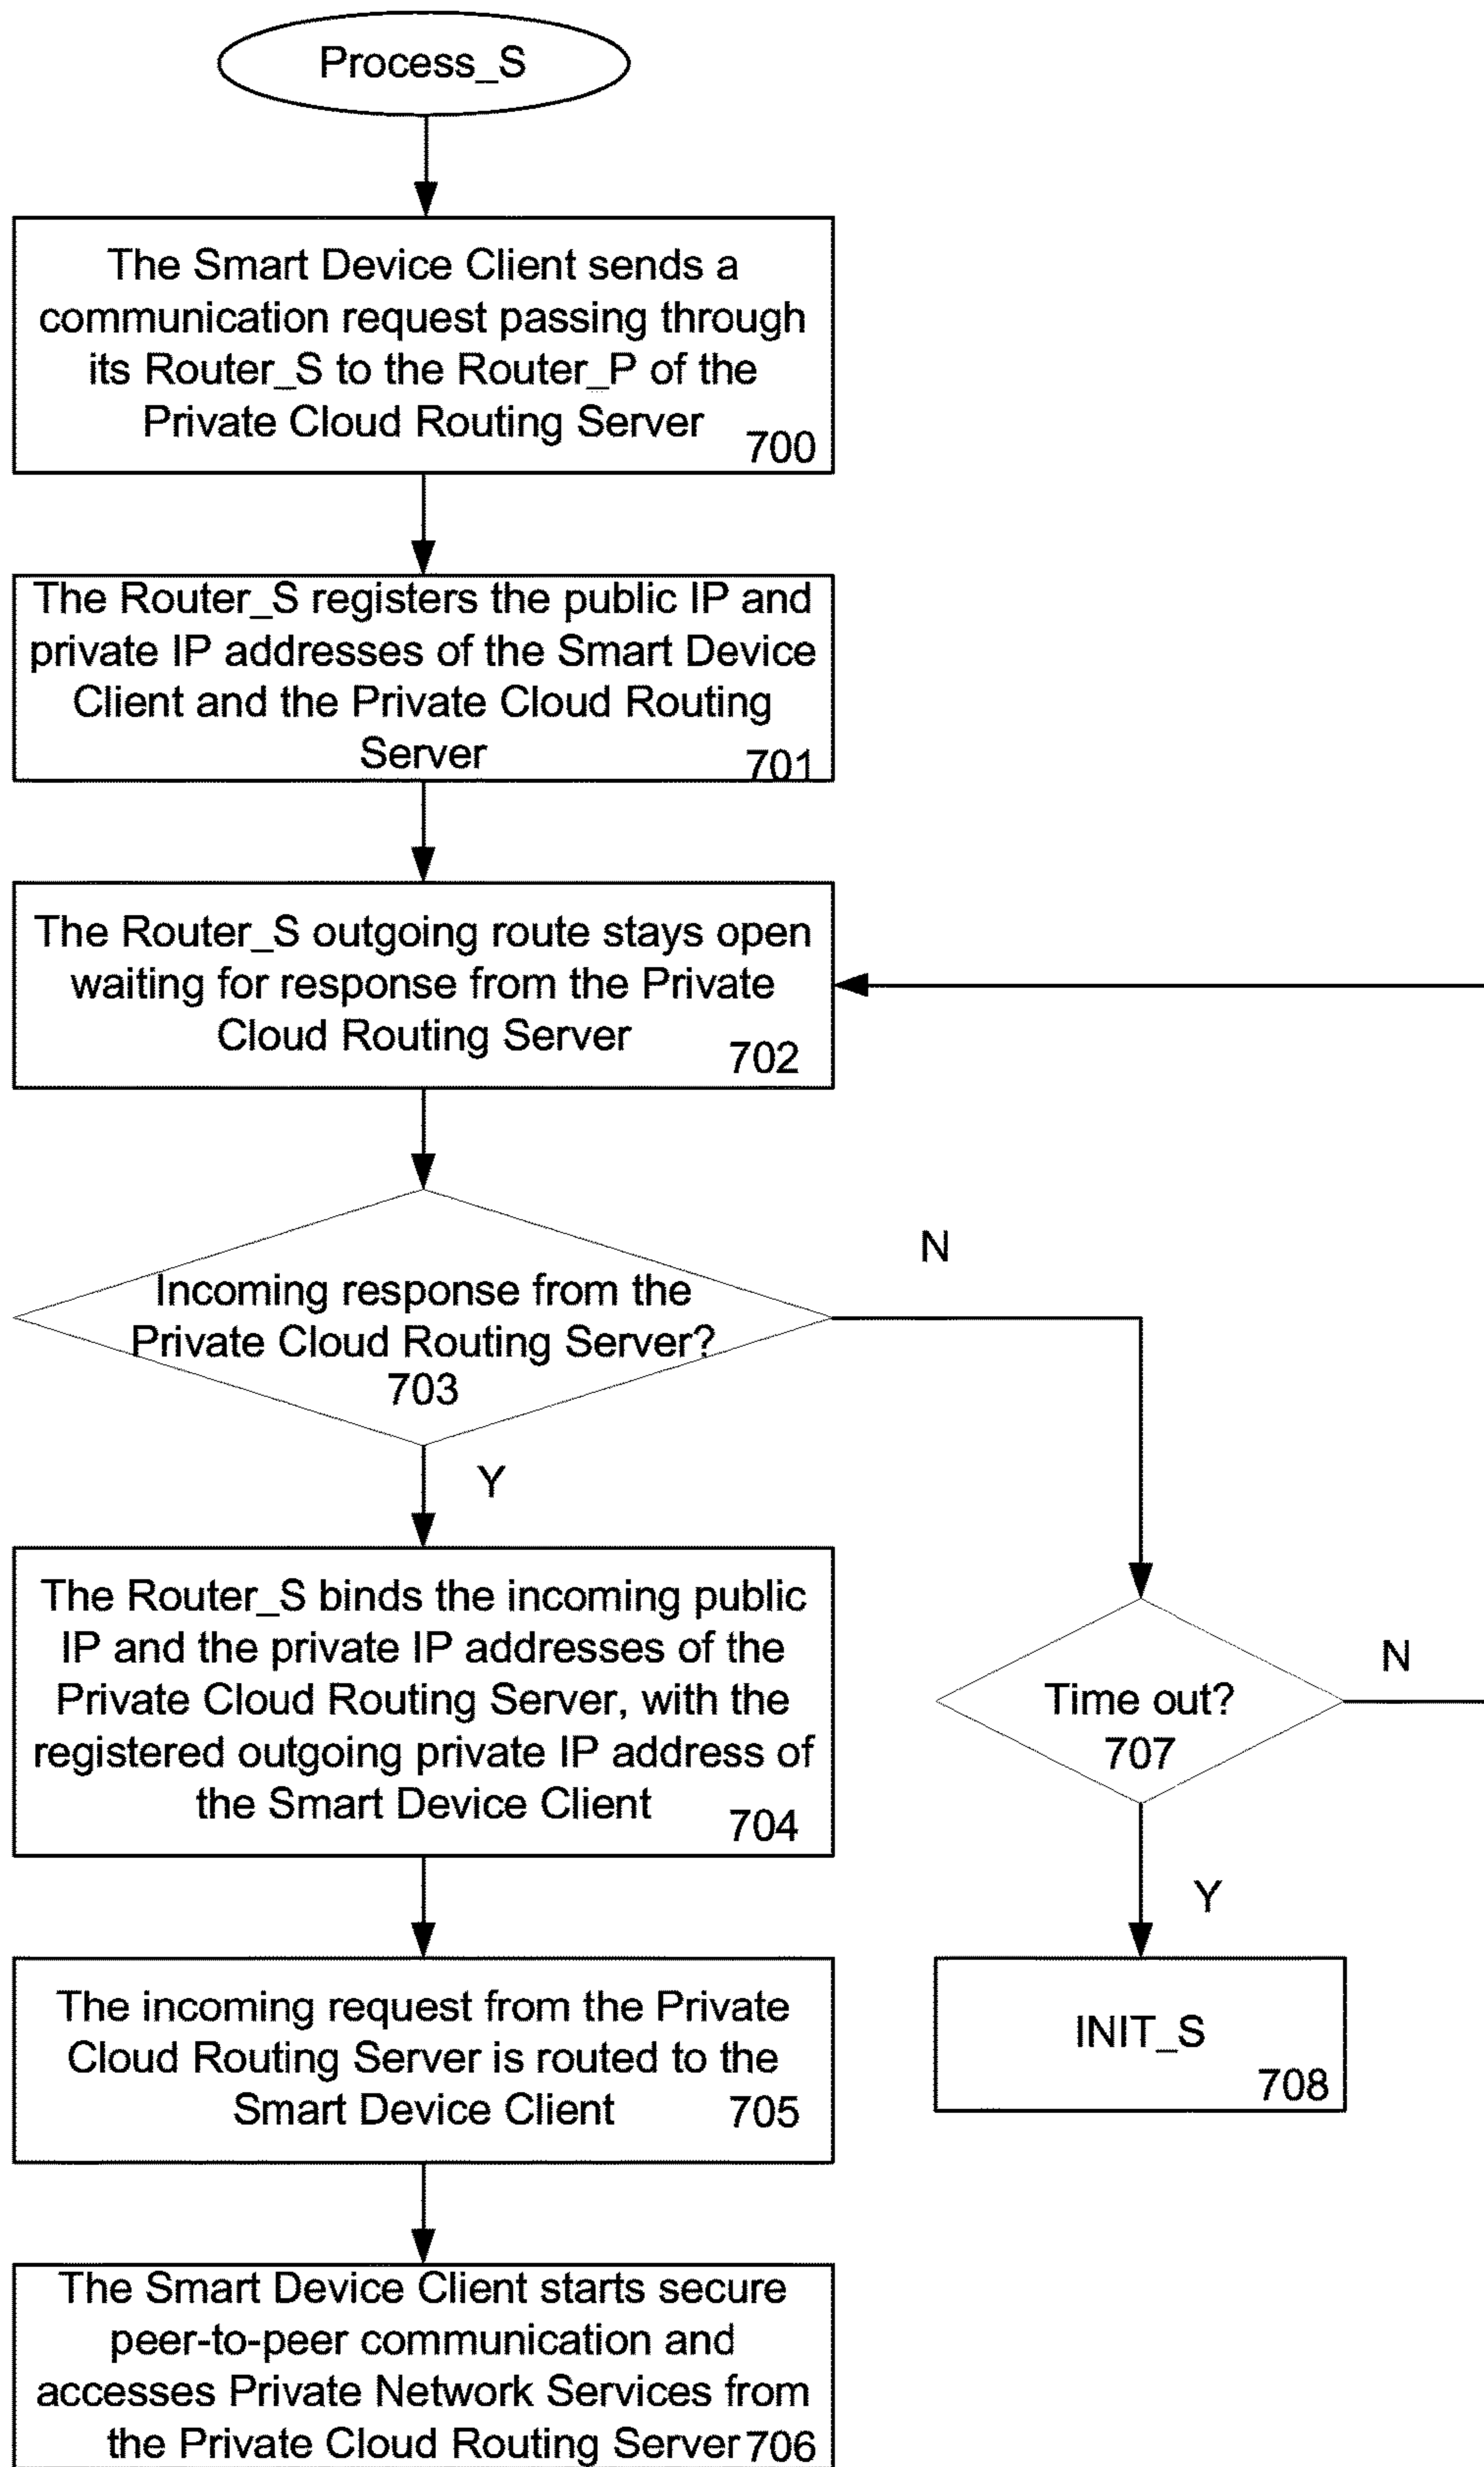 Process_S
The Smart Device Client sends a
communication request passing through
its Router_S to the Router_P of the
Private Cloud Routing Server
700
The Router_S registers the public IP and
private IP addresses of the Smart Device
Client and the Private Cloud Routing
Server
701
The Router_S outgoing route stays open
waiting for response from the Private
Cloud Routing Server
702
Incoming response from the
Private Cloud Routing Server?
703
N
Y
The Router_S binds the incoming public
IP and the private IP addresses of the
Private Cloud Routing Server, with the
registered outgoing private IP address of
the Smart Device Client
704
Time out?
707
N
Y
The incoming request from the Private
Cloud Routing Server is routed to the
Smart Device Client
705
INIT_S
708
The Smart Device Client starts secure
peer-to-peer communication and
accesses Private Network Services from
the Private Cloud Routing Server
706